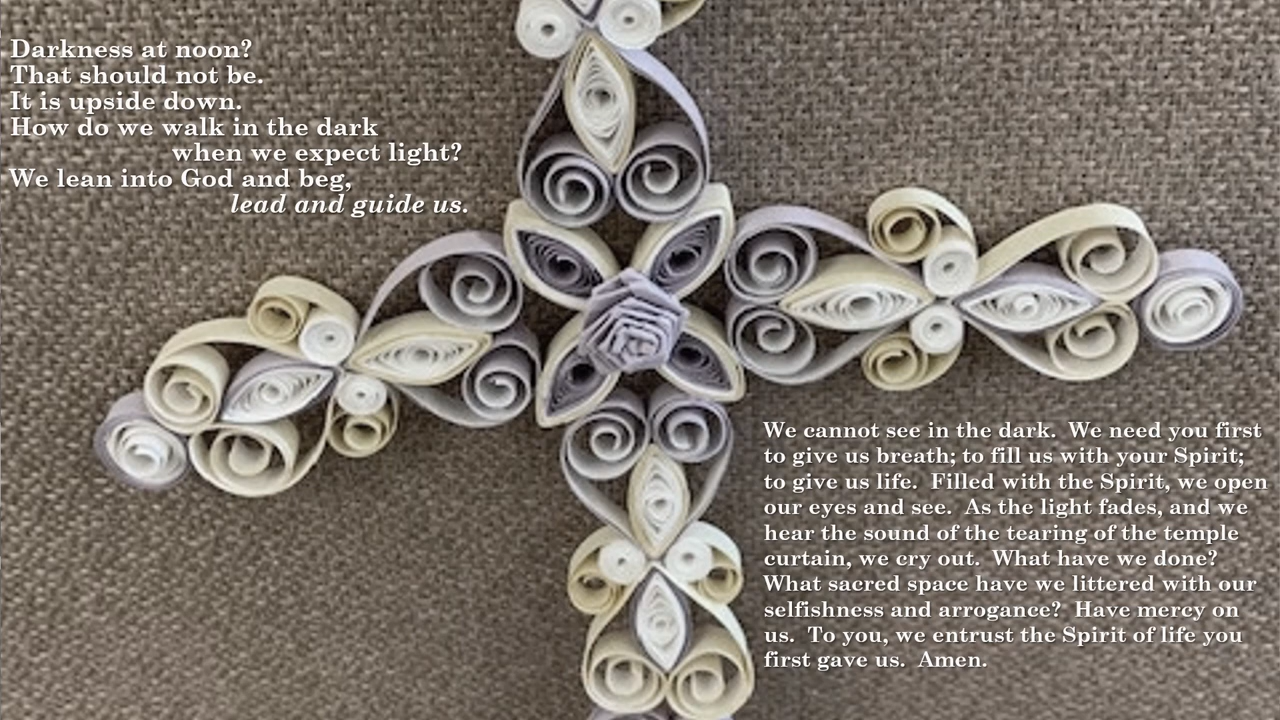 Darkness at noon?
That should not be.
It is upside down.
How do we walk in the dark
when we expect light?
We lean into God and beg,
lead and guide us.
We cannot see in the dark.  We need you first
to give us breath; to fill us with your Spirit;
to give us life.  Filled with the Spirit, we open
our eyes and see.  As the light fades, and we
hear the sound of the tearing of the temple
curtain, we cry out.  What have we done?
What sacred space have we littered with our
selfishness and arrogance?  Have mercy on
us.  To you, we entrust the Spirit of life you
first gave us.  Amen.